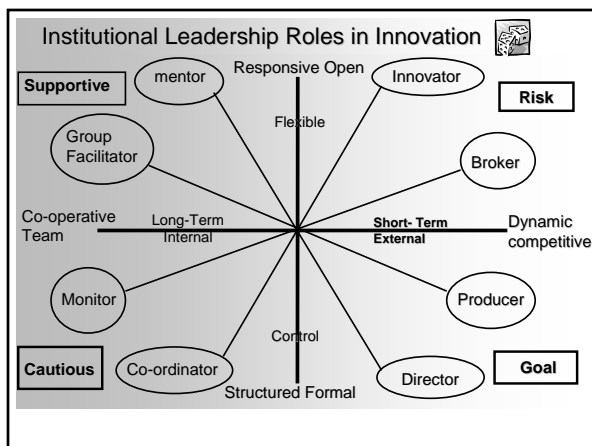 Institutional Leadership Roles in Innovation
Supportive
mentor
Responsive Open
Innovator
Risk
Flexible
Group
Facilitator
Broker
Co-operative
Team
Long-Term
Internal
Short- Term
External
Dynamic
competitive
Monitor
Producer
Control
Cautious
Co-ordinator
Structured Formal
Director
Goal